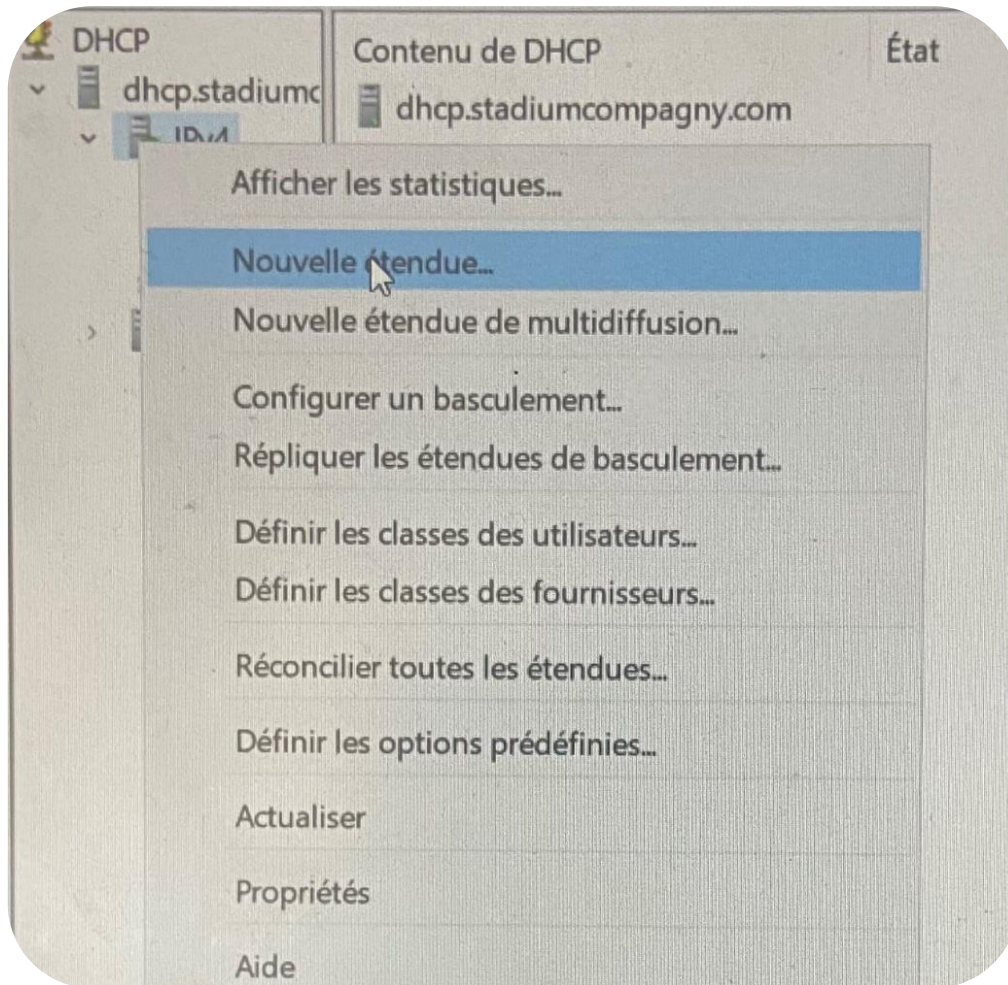 DHCP
Contenu de DHCP
État
dhcp.stadiumc
dhcp.stadiumcompagny.com
IPv4
Afficher les statistiques...
Nouvelle étendue...
Nouvelle étendue de multidiffusion...
Configurer un basculement...
Répliquer les étendues de basculement...
Définir les classes des utilisateurs...
Définir les classes des fournisseurs...
Réconcilier toutes les étendues...
Définir les options prédéfinies...
Actualiser
Propriétés
Aide